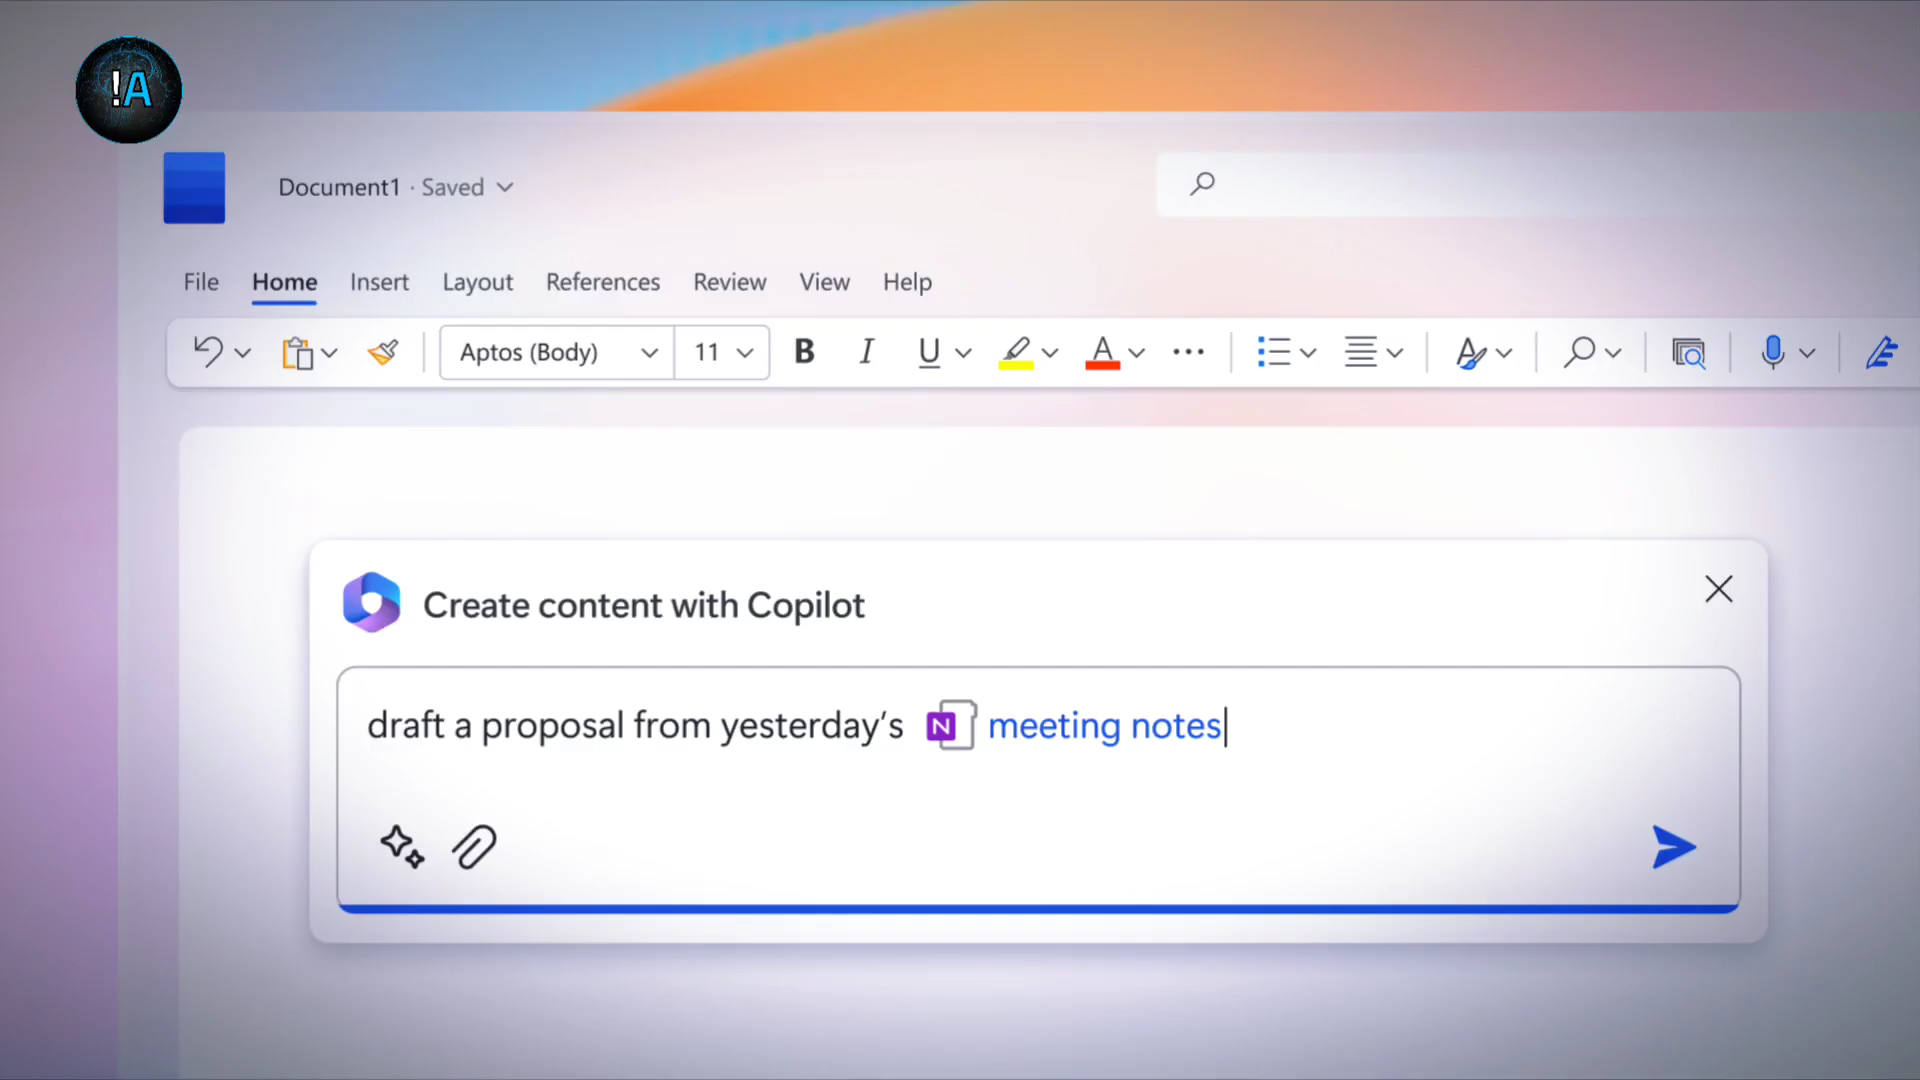 !A
Document1 · Saved
File Home Insert Layout References Review View Help
Aptos (Body) 11 B I U A A
Create content with Copilot
draft a proposal from yesterday's N meeting notes